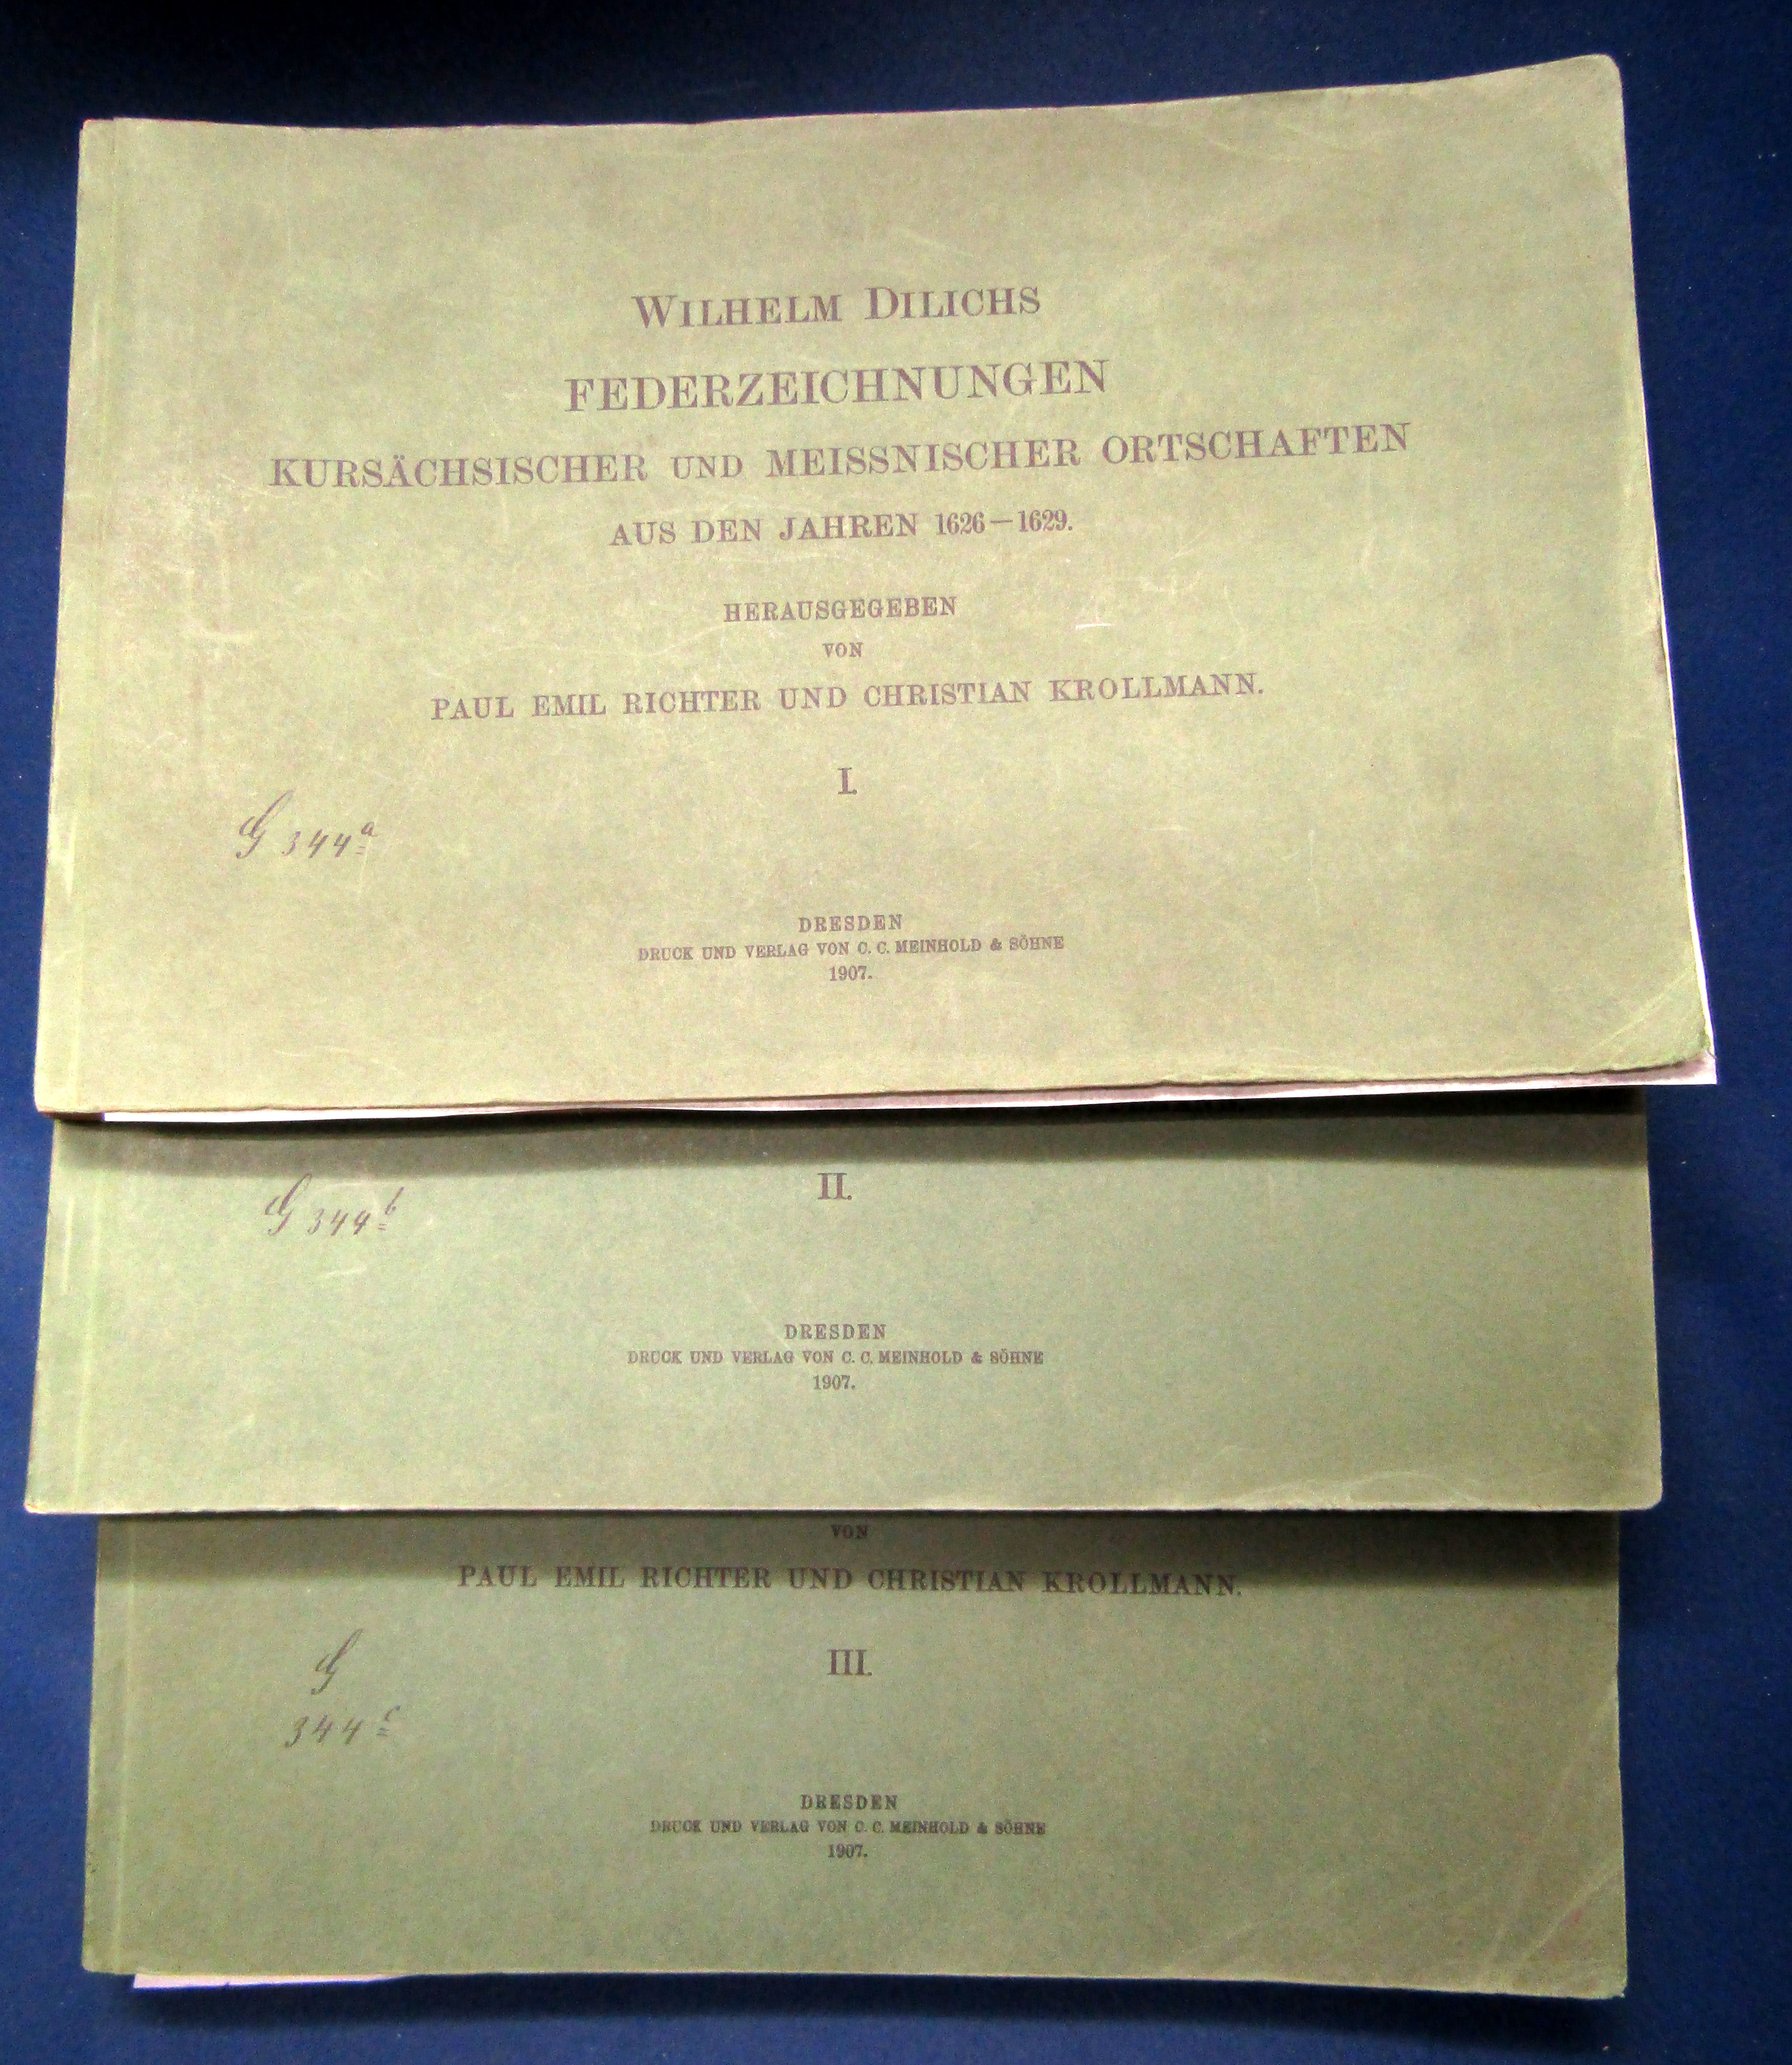 WILHELM DILICHS
FEDERZEICHNUNGEN
KURSÄCHSISCHER UND MEISSNISCHER ORTSCHAFTEN
AUS DEN JAHREN 1626—1629.
HERAUSGEGEBEN
VON
PAUL EMIL RICHTER UND CHRISTIAN KROLLMANN.
I.
G 344a
DRESDEN
DRUCK UND VERLAG VON C. C. MEINHOLD & SÖHNE
1907.
II.
G 344b
DRESDEN
DRUCK UND VERLAG VON C. C. MEINHOLD & SÖHNE
1907.
VON
PAUL EMIL RICHTER UND CHRISTIAN KROLLMANN.
III.
G
344c
DRESDEN
DRUCK UND VERLAG VON C. C. MEINHOLD & SÖHNE
1907.